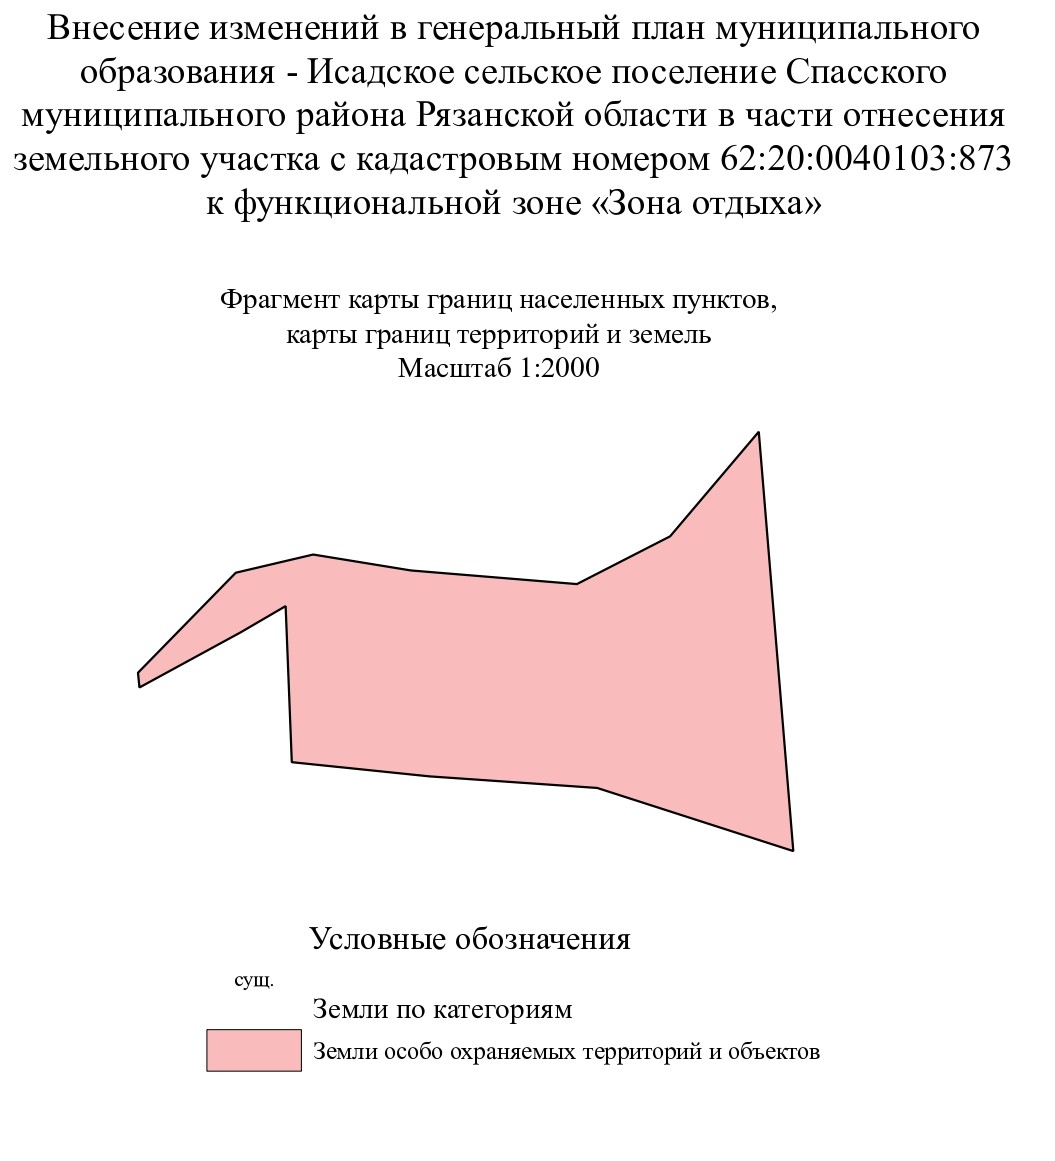 Внесение изменений в генеральный план муниципального
образования - Исадское сельское поселение Спасского
муниципального района Рязанской области в части отнесения
земельного участка с кадастровым номером 62:20:0040103:873
к функциональной зоне «Зона отдыха»
Фрагмент карты границ населенных пунктов,
карты границ территорий и земель
Масштаб 1:2000
Условные обозначения
сущ.
Земли по категориям
Земли особо охраняемых территорий и объектов